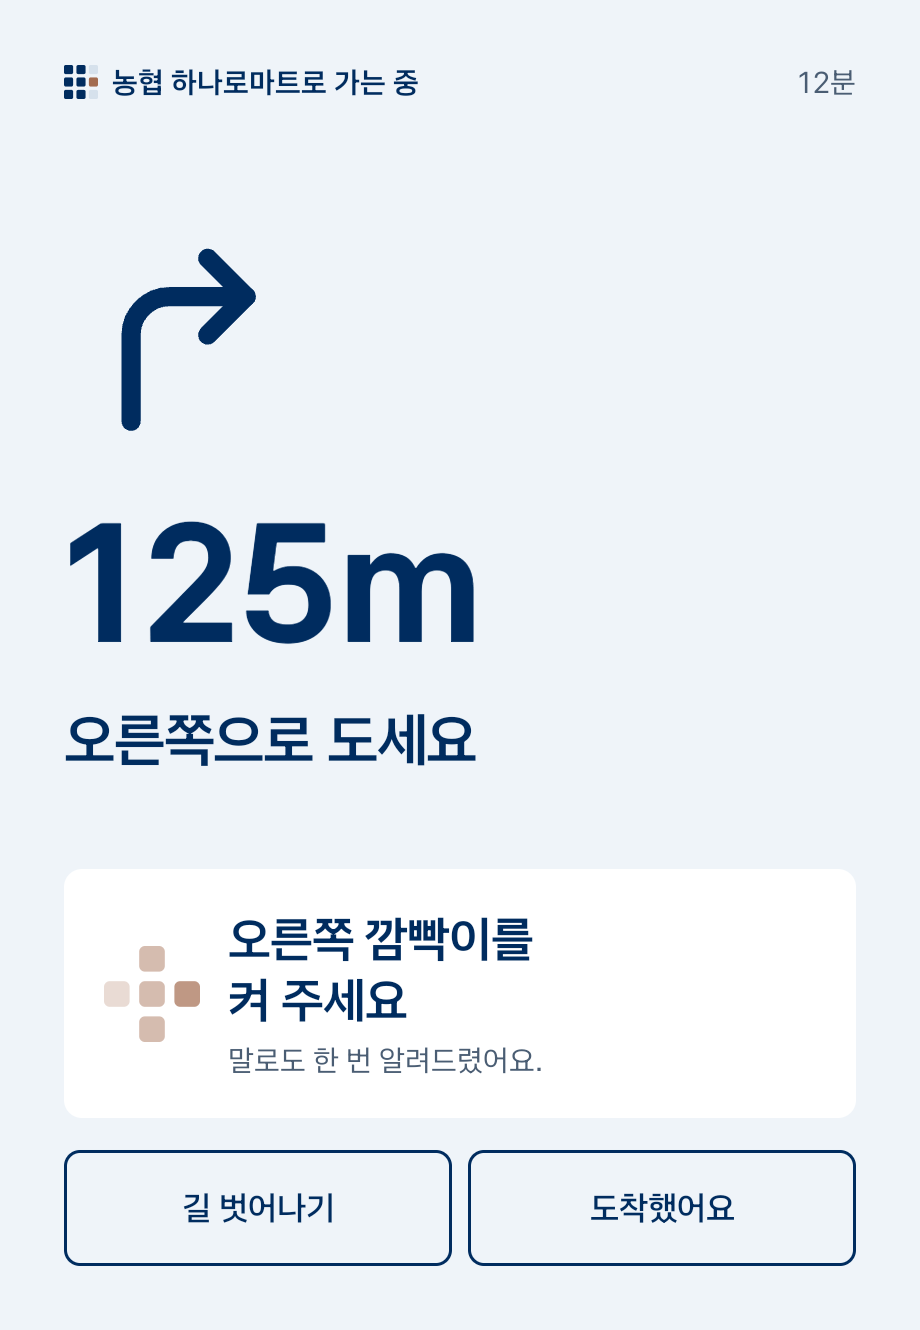 농협 하나로마트로 가는 중
12분
125m
오른쪽으로 도세요
오른쪽 깜빡이를
켜 주세요
말로도 한 번 알려드렸어요.
길 벗어나기
도착했어요